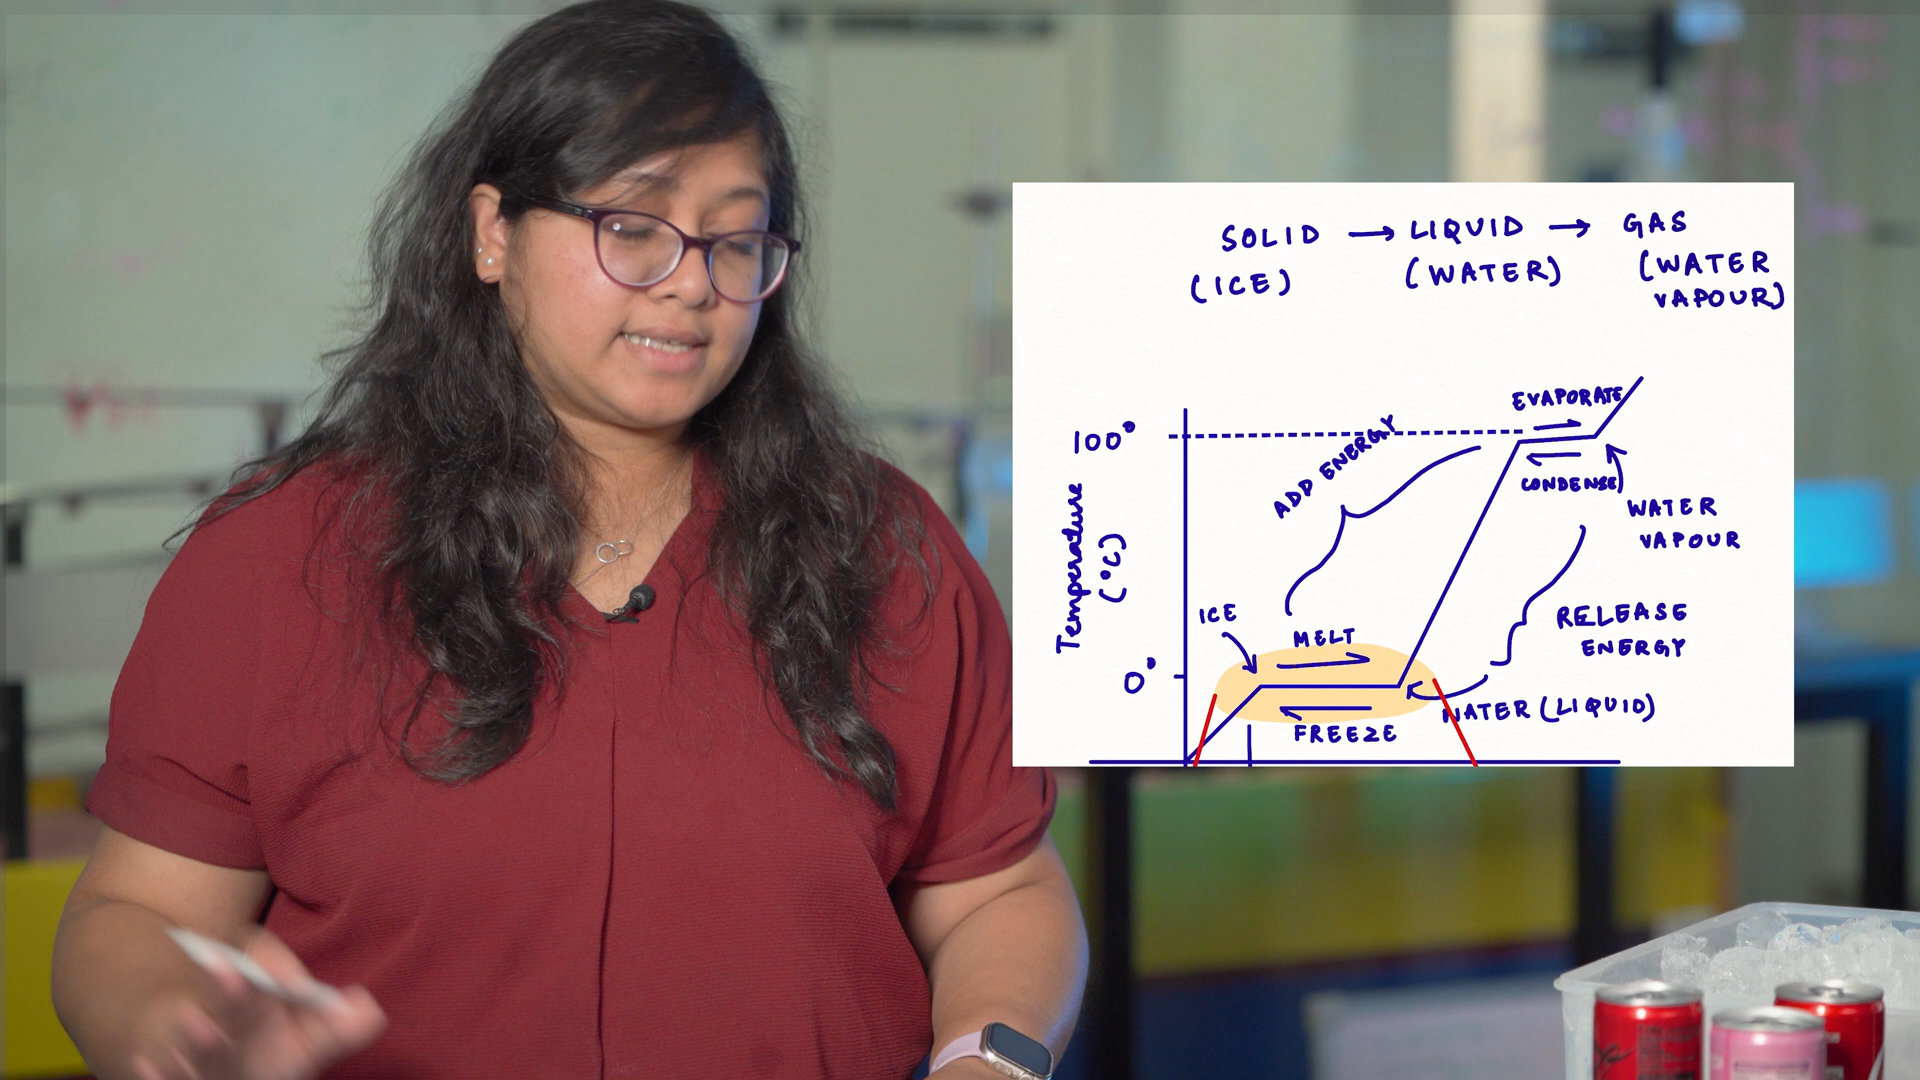 SOLID → LIQUID → GAS
(ICE) (WATER) (WATER
VAPOUR)
EVAPORATE
100°
ADD ENERGY
CONDENSE
WATER
VAPOUR
Temperature
(°C)
ICE
MELT
RELEASE
ENERGY
0°
WATER (LIQUID)
FREEZE